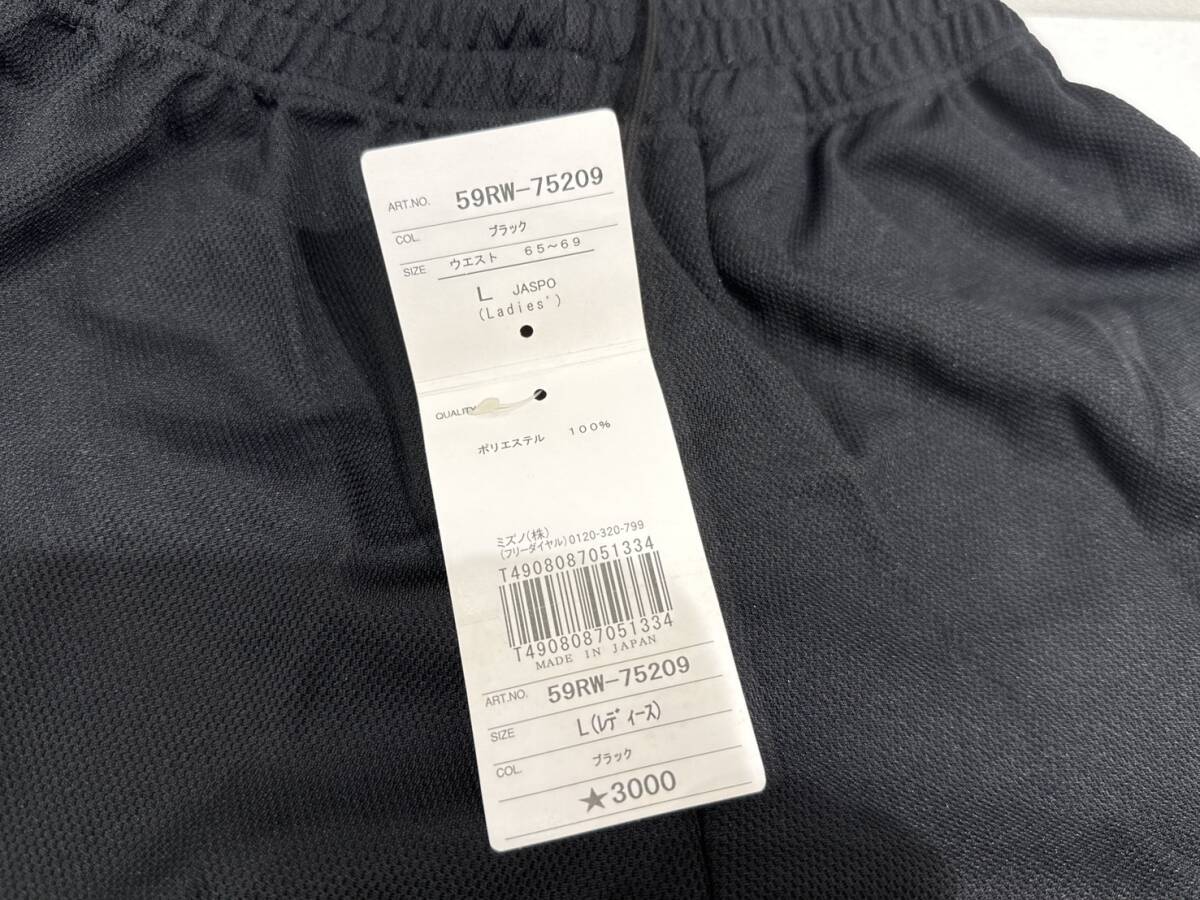 ART.NO. 59RW-75209
COL. ブラック
SIZE ウエスト 65~69
L JASPO
(Ladies')
QUALITY
ポリエステル 100%
ミズノ(株)
(フリーダイヤル)0120-320-799
T4908087051334
T4908087051334
MADE IN JAPAN
ART.NO. 59RW-75209
SIZE L(レディース)
COL. ブラック
★3000